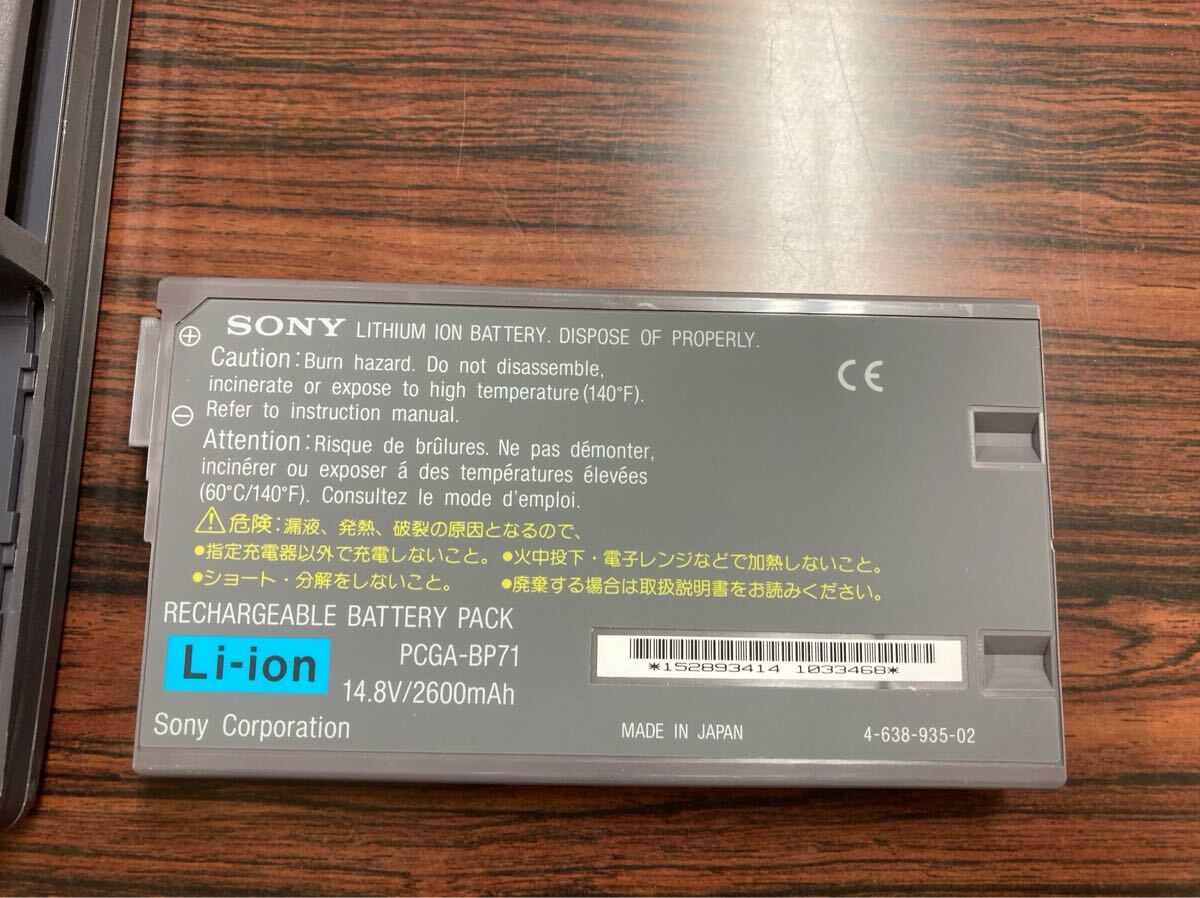 SONY LITHIUM ION BATTERY. DISPOSE OF PROPERLY.
Caution: Burn hazard. Do not disassemble,
incinerate or expose to high temperature (140°F).
Refer to instruction manual.
Attention: Risque de brûlures. Ne pas démonter,
incinérer ou exposer á des températures élevées
(60°C/140°F). Consultez le mode d'emploi.
CE
⚠危険:漏液、発熱、破裂の原因となるので、
●指定充電器以外で充電しないこと。 ●火中投下・電子レンジなどで加熱しないこと。
●ショート・分解をしないこと。 ●廃棄する場合は取扱説明書をお読みください。
RECHARGEABLE BATTERY PACK
Li-ion PCGA-BP71
14.8V/2600mAh
*152893414 1033468*
Sony Corporation MADE IN JAPAN 4-638-935-02